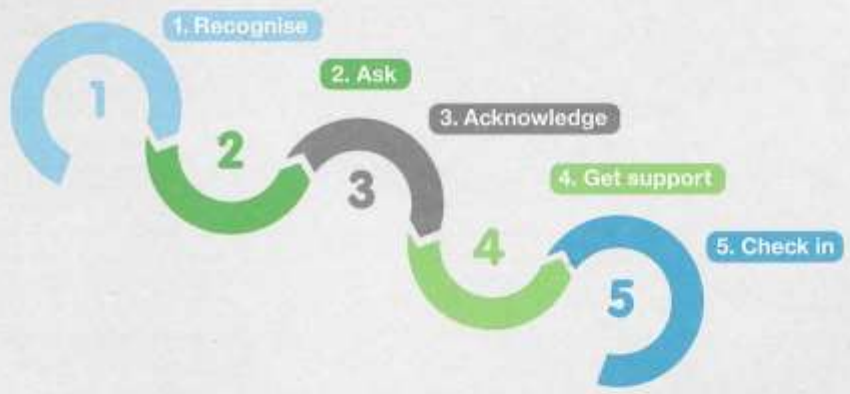 1. Recognise
1
2. Ask
2
3. Acknowledge
3
4. Get support
4
5. Check in
5